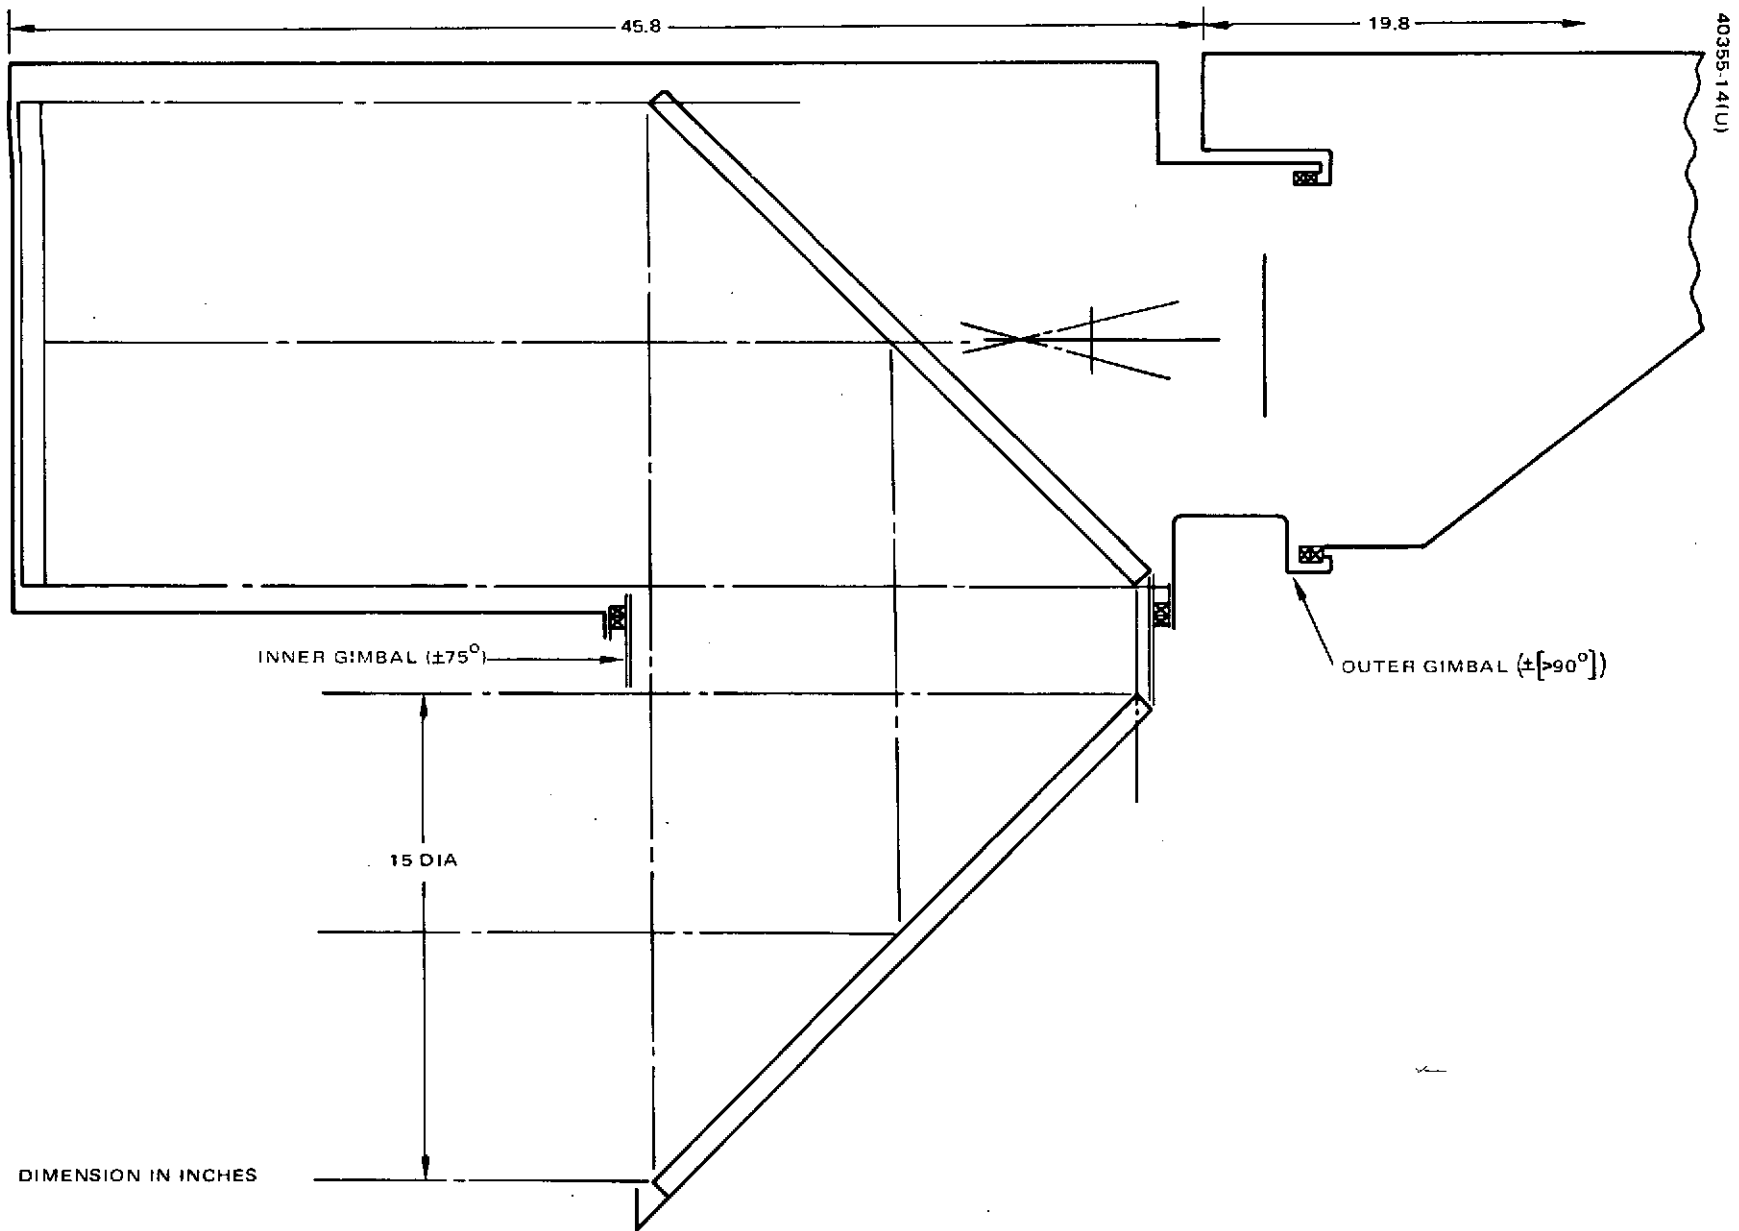 45.8
19.8
40355-14(U)
INNER GIMBAL (±75°)
OUTER GIMBAL (±[>90°])
15 DIA
DIMENSION IN INCHES